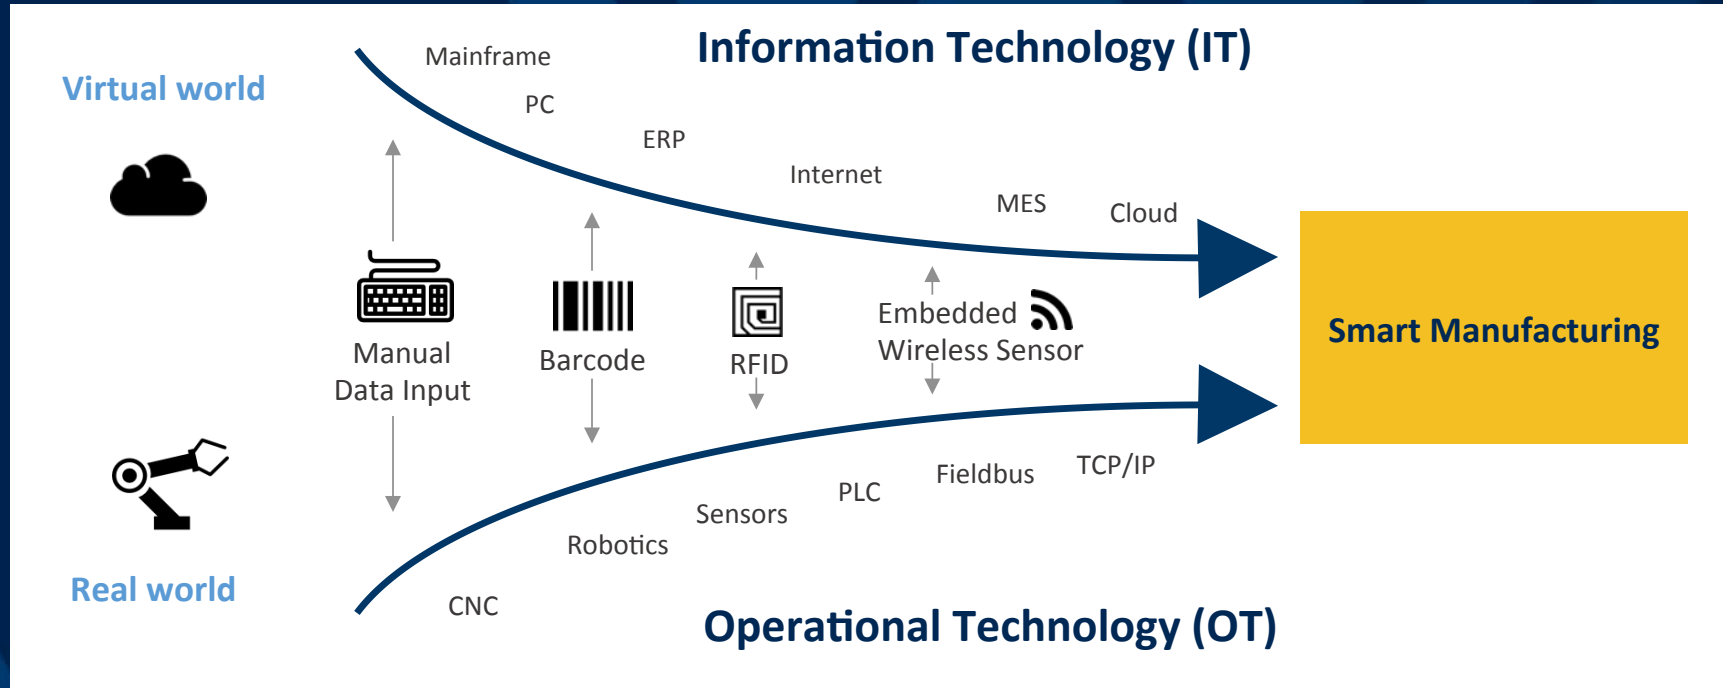 Information Technology (IT)
Virtual world
Mainframe
PC
ERP
Internet
MES
Cloud
Manual
Data Input
Barcode
RFID
Embedded
Wireless Sensor
Smart Manufacturing
Real world
CNC
Robotics
Sensors
PLC
Fieldbus
TCP/IP
Operational Technology (OT)